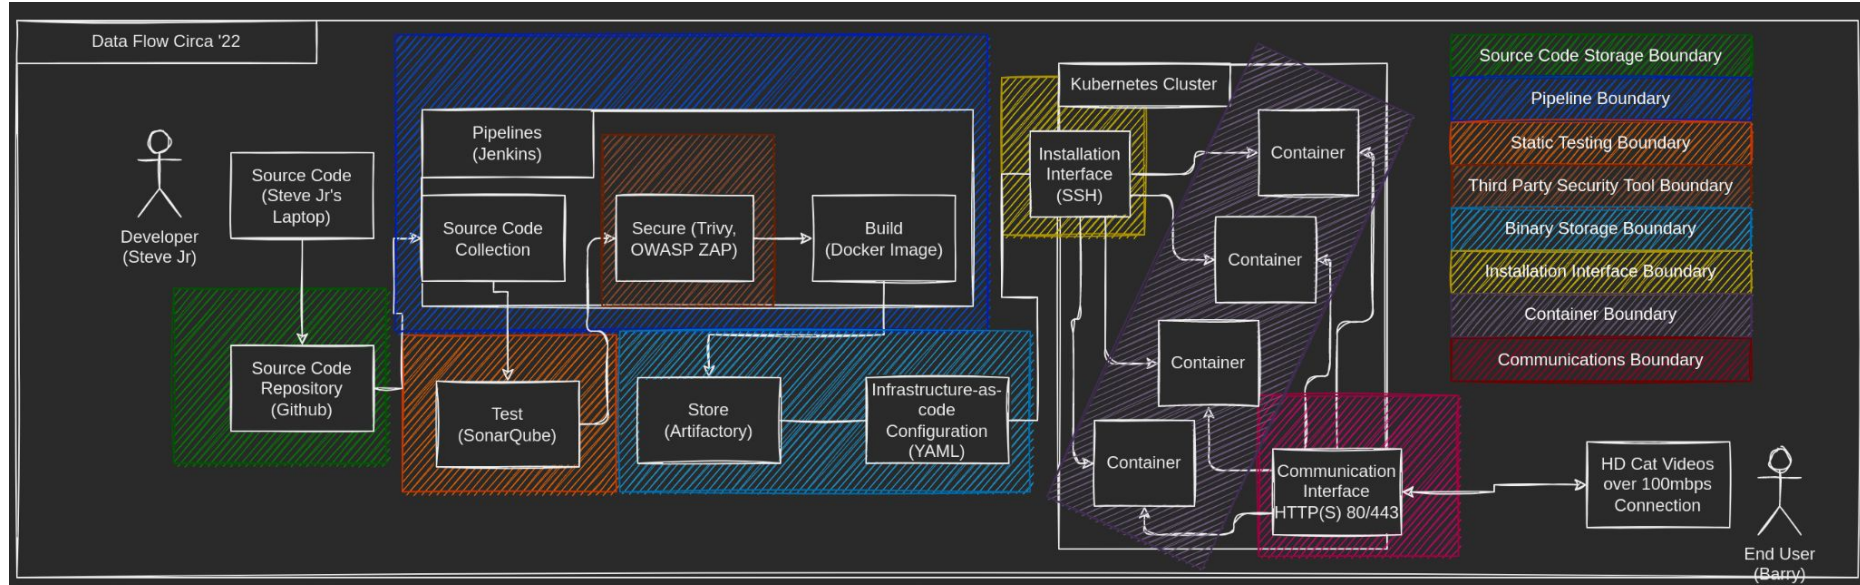 Data Flow Circa '22
Developer
(Steve Jr)
Source Code
(Steve Jr's
Laptop)
Source Code
Repository
(Github)
Pipelines
(Jenkins)
Source Code
Collection
Secure (Trivy,
OWASP ZAP)
Build
(Docker Image)
Test
(SonarQube)
Store
(Artifactory)
Infrastructure-as-
code
Configuration
(YAML)
Kubernetes Cluster
Installation
Interface
(SSH)
Container
Container
Container
Container
Communication
Interface
HTTP(S) 80/443
HD Cat Videos
over 100mbps
Connection
End User
(Barry)
Source Code Storage Boundary
Pipeline Boundary
Static Testing Boundary
Third Party Security Tool Boundary
Binary Storage Boundary
Installation Interface Boundary
Container Boundary
Communications Boundary